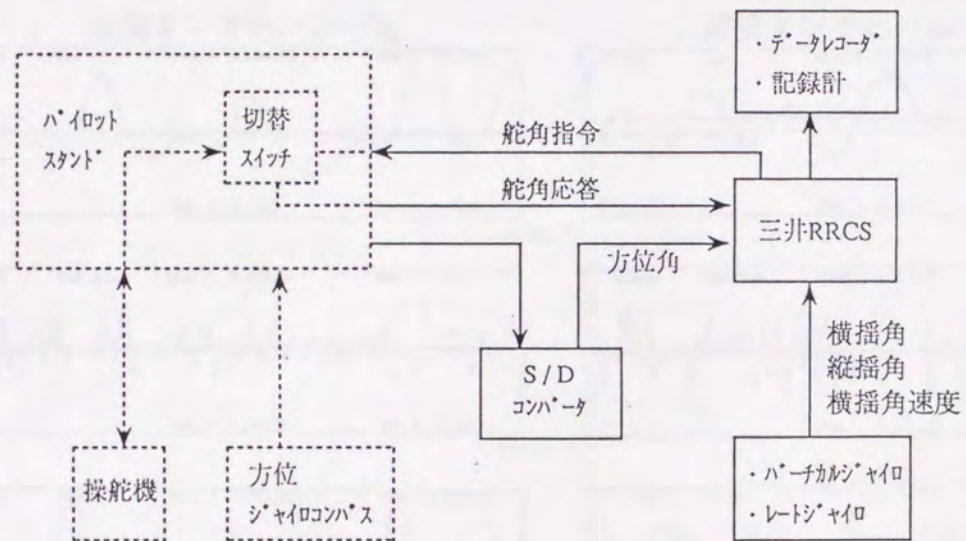 ・ﾃﾞｰﾀﾚｺｰﾀﾞ
・記録計
ﾊﾟｲﾛｯﾄ
ｽﾀﾝﾄﾞ
切替
ｽｲｯﾁ
舵角指令
舵角応答
三井RRCS
方位角
S / D
ｺﾝﾊﾞｰﾀ
横揺角
縦揺角
横揺角速度
操舵機
方位
ｼﾞｬｲﾛｺﾝﾊﾟｽ
・ﾊﾞｰﾁｶﾙｼﾞｬｲﾛ
・ﾚｰﾄｼﾞｬｲﾛ